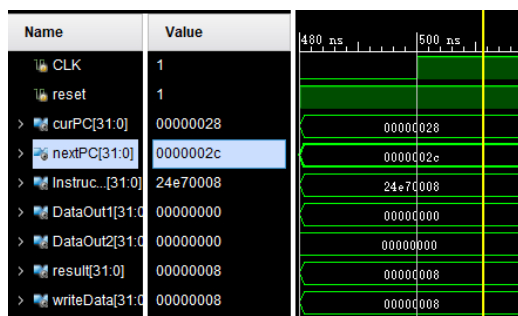 Name Value 480 ns 500 ns
CLK 1
reset 1
curPC[31:0] 00000028 00000028
nextPC[31:0] 0000002c 0000002c
Instruc...[31:0] 24e70008 24e70008
DataOut1[31:0 00000000 00000000
DataOut2[31:0 00000000 00000000
result[31:0] 00000008 00000008
writeData[31:0 00000008 00000008